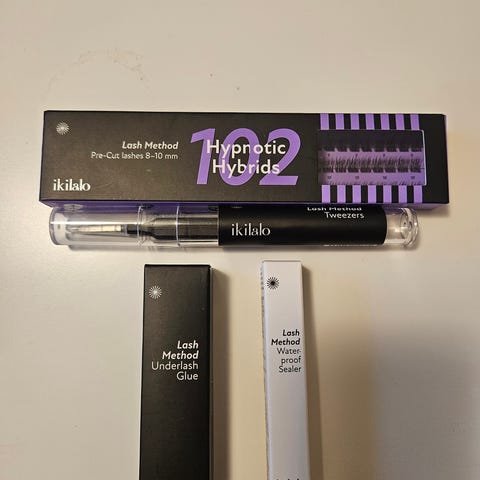 Lash Method
Pre-Cut lashes 8–10 mm
102
Hypnotic
Hybrids
ikilalo
Lash Method
Tweezers
ikilalo
Lash
Method
Underlash
Glue
Lash
Method
Water-
proof
Sealer